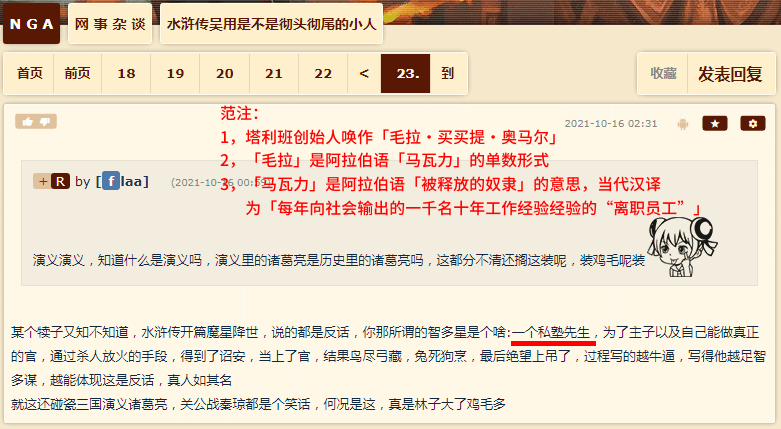 NGA
网事杂谈
水浒传吴用是不是彻头彻尾的小人
首页 前页 18 19 20 21 22 < 23. 到
收藏 发表回复
范注：
2021-10-16 02:31
1，塔利班创始人唤作「毛拉·买买提·奥马尔」
2，「毛拉」是阿拉伯语「马瓦力」的单数形式
+ R by [flaa] (2021-10-16 00:59
3，「马瓦力」是阿拉伯语「被释放的奴隶」的意思，当代汉译
为「每年向社会输出的一千名十年工作经验经验的“离职员工”」
演义演义，知道什么是演义吗，演义里的诸葛亮是历史里的诸葛亮吗，这都分不清还搁这装呢，装鸡毛呢装
某个犊子又知不知道，水浒传开篇魔星降世，说的都是反话，你那所谓的智多星是个啥:一个私塾先生，为了主子以及自己能做真正
的官，通过杀人放火的手段，得到了诏安，当上了官，结果鸟尽弓藏，兔死狗烹，最后绝望上吊了，过程写的越牛逼，写得他越足智
多谋，越能体现这是反话，真人如其名
就这还碰瓷三国演义诸葛亮，关公战秦琼都是个笑话，何况是这，真是林子大了鸡毛多